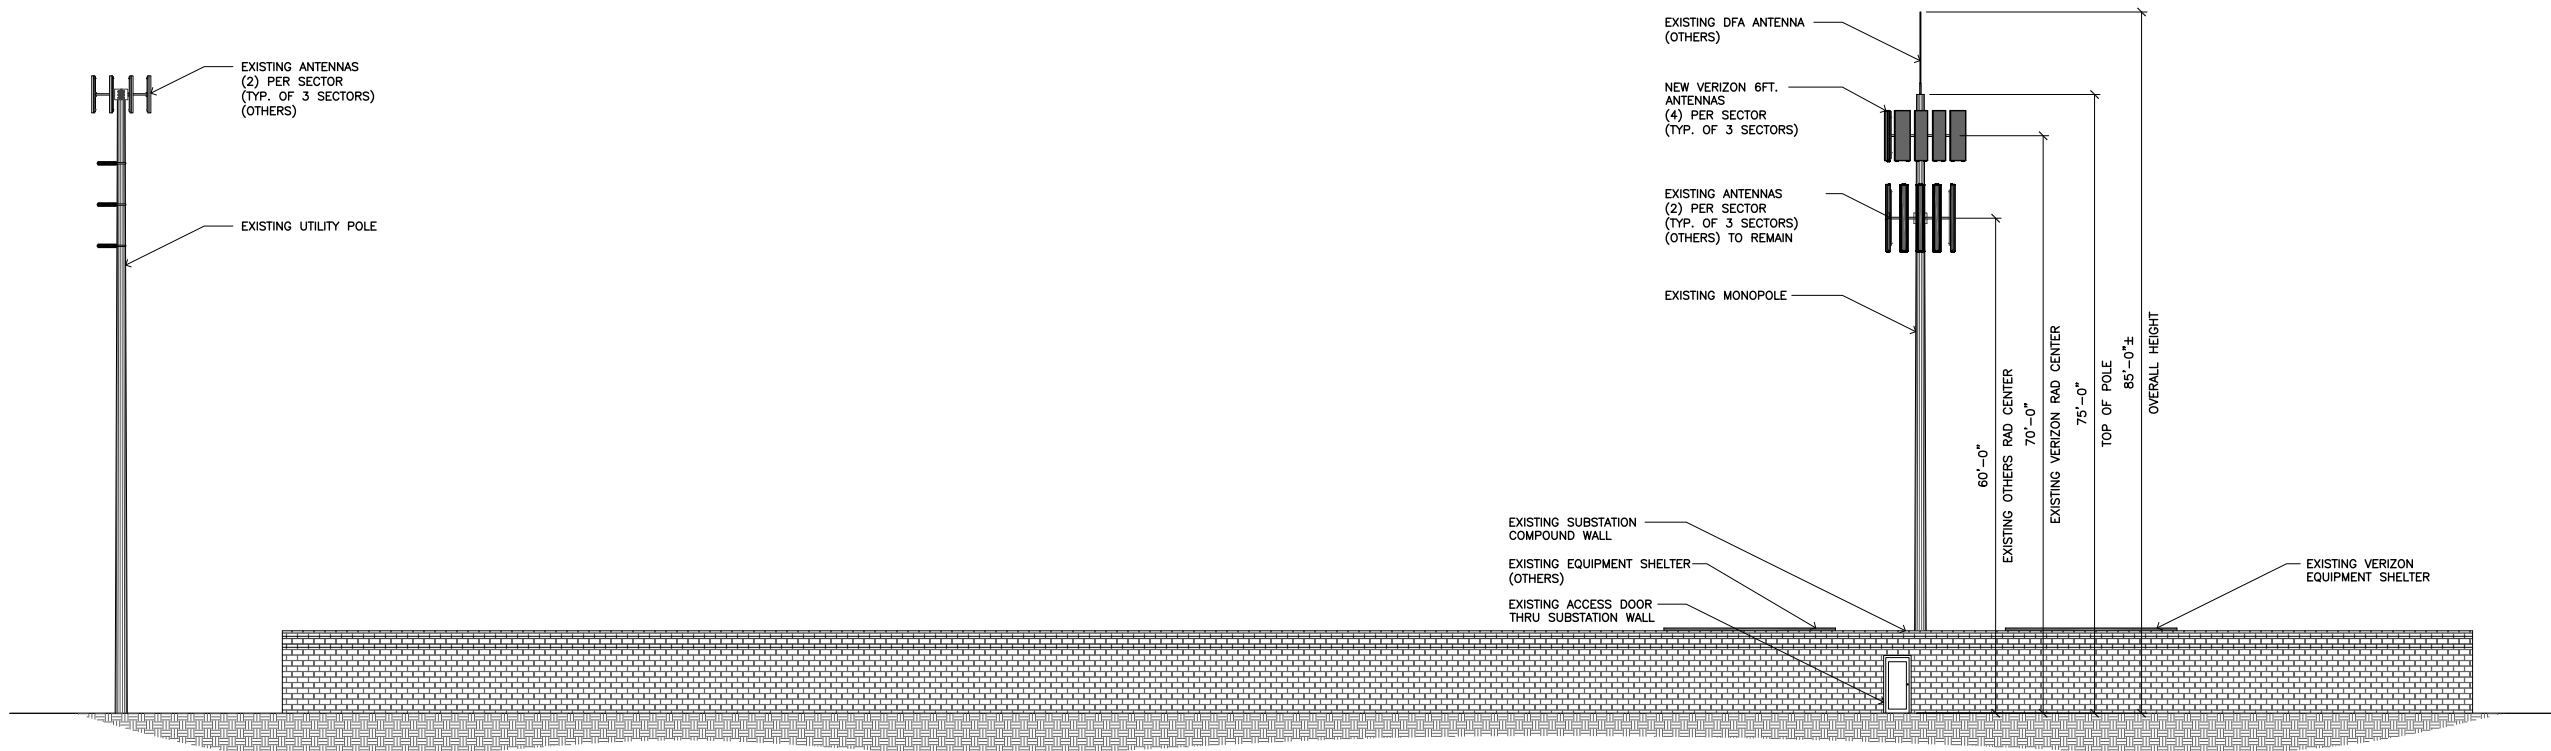 EXISTING ANTENNAS
(2) PER SECTOR
(TYP. OF 3 SECTORS)
(OTHERS)
EXISTING UTILITY POLE
EXISTING DFA ANTENNA
(OTHERS)
NEW VERIZON 6FT.
ANTENNAS
(4) PER SECTOR
(TYP. OF 3 SECTORS)
EXISTING ANTENNAS
(2) PER SECTOR
(TYP. OF 3 SECTORS)
(OTHERS) TO REMAIN
EXISTING MONOPOLE
EXISTING SUBSTATION
COMPOUND WALL
EXISTING EQUIPMENT SHELTER
(OTHERS)
EXISTING ACCESS DOOR
THRU SUBSTATION WALL
60'-0"
EXISTING OTHERS RAD CENTER
70'-0"
EXISTING VERIZON RAD CENTER
75'-0"
TOP OF POLE
85'-0"±
OVERALL HEIGHT
EXISTING VERIZON
EQUIPMENT SHELTER